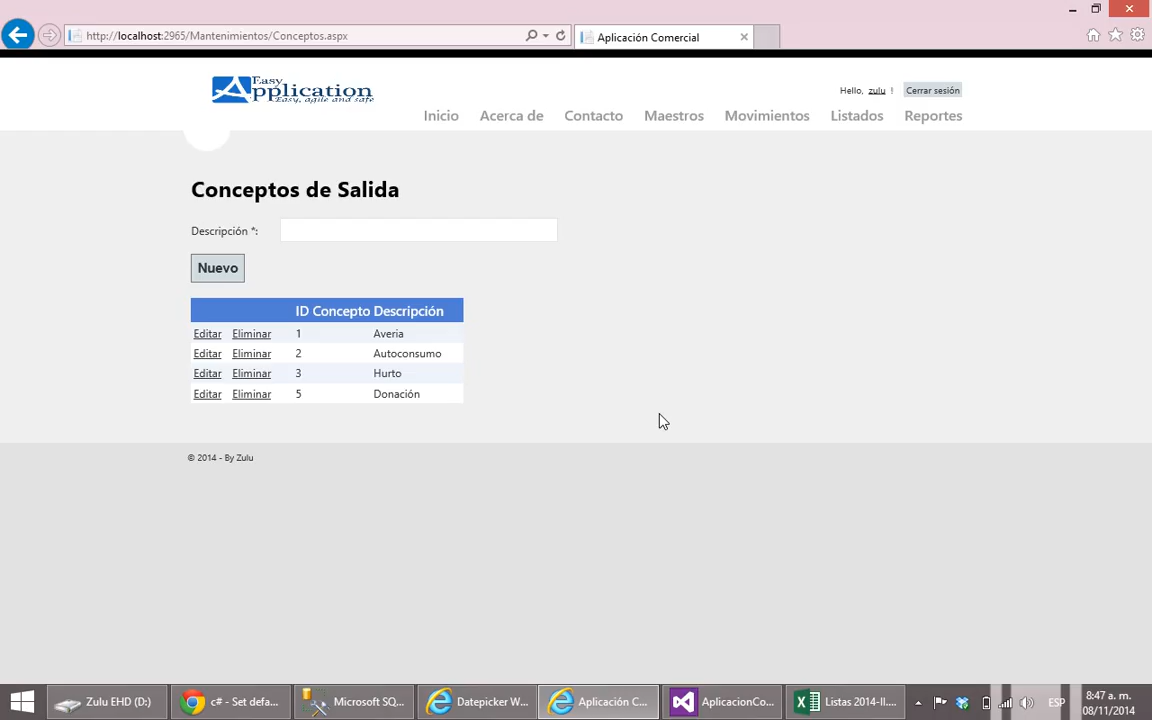 http://localhost:2965/Mantenimientos/Conceptos.aspx
Aplicación Comercial
Easy
Application
Easy, agile and safe
Hello, zulu !
Cerrar sesión
Inicio Acerca de Contacto Maestros Movimientos Listados Reportes
Conceptos de Salida
Descripción *:
Nuevo
ID Concepto Descripción
Editar Eliminar 1 Avería
Editar Eliminar 2 Autoconsumo
Editar Eliminar 3 Hurto
Editar Eliminar 5 Donación
© 2014 - By Zulu
Zulu EHD (D:)
c# - Set defa...
Microsoft SQ...
Datepicker W...
Aplicación C...
AplicacionCo...
Listas 2014-II....
ESP
8:47 a. m.
08/11/2014